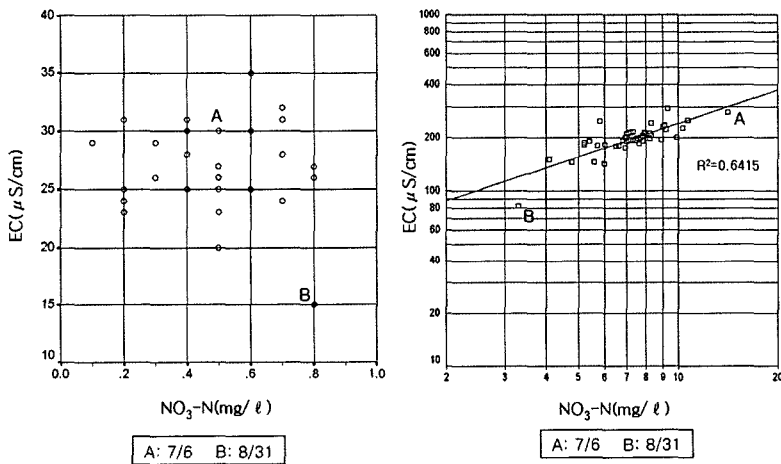 40
35
30
25
20
15
10
0.0 .2 .4 .6 .8 1.0
EC(μS/cm)
A
B
NO₃-N(mg/ℓ)
A: 7/6 B: 8/31
1000
800
600
400
200
100
80
60
40
20
10
2 3 4 5 6 7 8 9 10 20
EC(μS/cm)
A
R²=0.6415
B
NO₃-N(mg/ℓ)
A: 7/6 B: 8/31